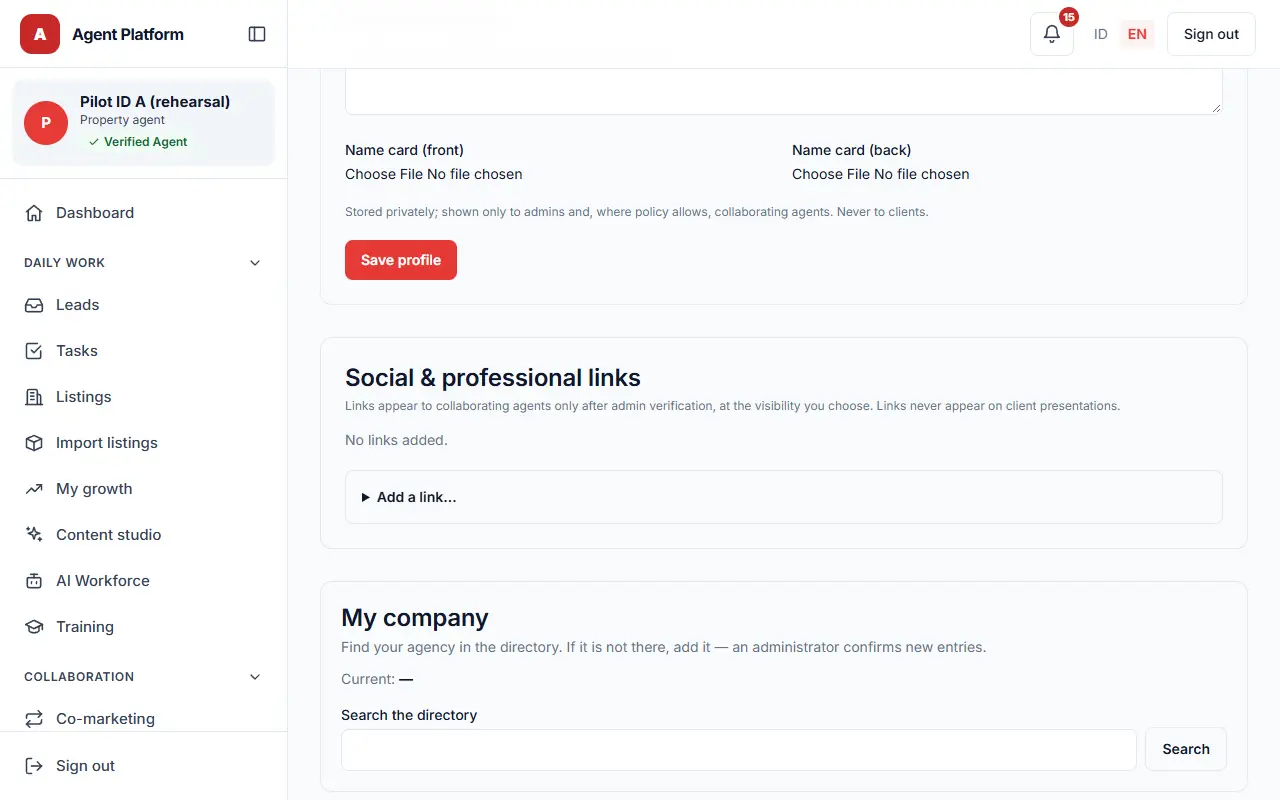 A
Agent Platform
15
ID
EN
Sign out
P
Pilot ID A (rehearsal)
Property agent
Verified Agent
Dashboard
DAILY WORK
Leads
Tasks
Listings
Import listings
My growth
Content studio
AI Workforce
Training
COLLABORATION
Co-marketing
Sign out
Name card (front)
Choose File No file chosen
Name card (back)
Choose File No file chosen
Stored privately; shown only to admins and, where policy allows, collaborating agents. Never to clients.
Save profile
Social & professional links
Links appear to collaborating agents only after admin verification, at the visibility you choose. Links never appear on client presentations.
No links added.
Add a link...
My company
Find your agency in the directory. If it is not there, add it — an administrator confirms new entries.
Current: —
Search the directory
Search